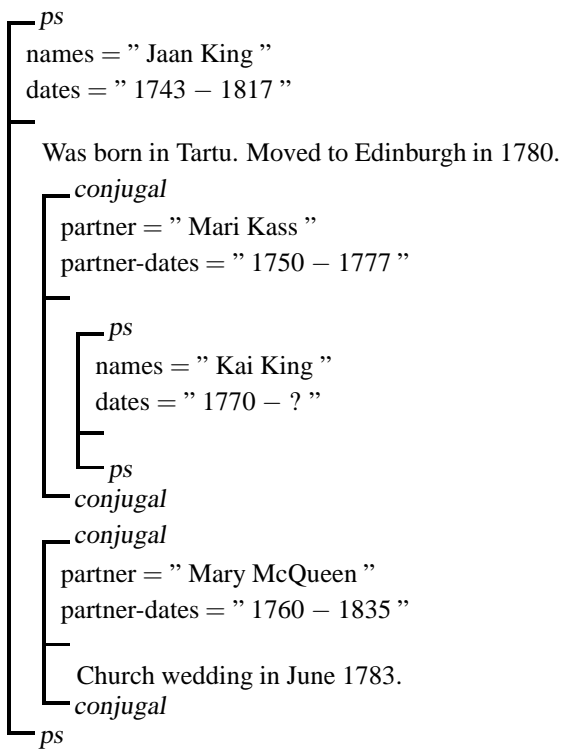 ps
names = ” Jaan King ”
dates = ” 1743 − 1817 ”
Was born in Tartu. Moved to Edinburgh in 1780.
conjugal
partner = ” Mari Kass ”
partner-dates = ” 1750 − 1777 ”
ps
names = ” Kai King ”
dates = ” 1770 − ? ”
ps
conjugal
conjugal
partner = ” Mary McQueen ”
partner-dates = ” 1760 − 1835 ”
Church wedding in June 1783.
conjugal
ps